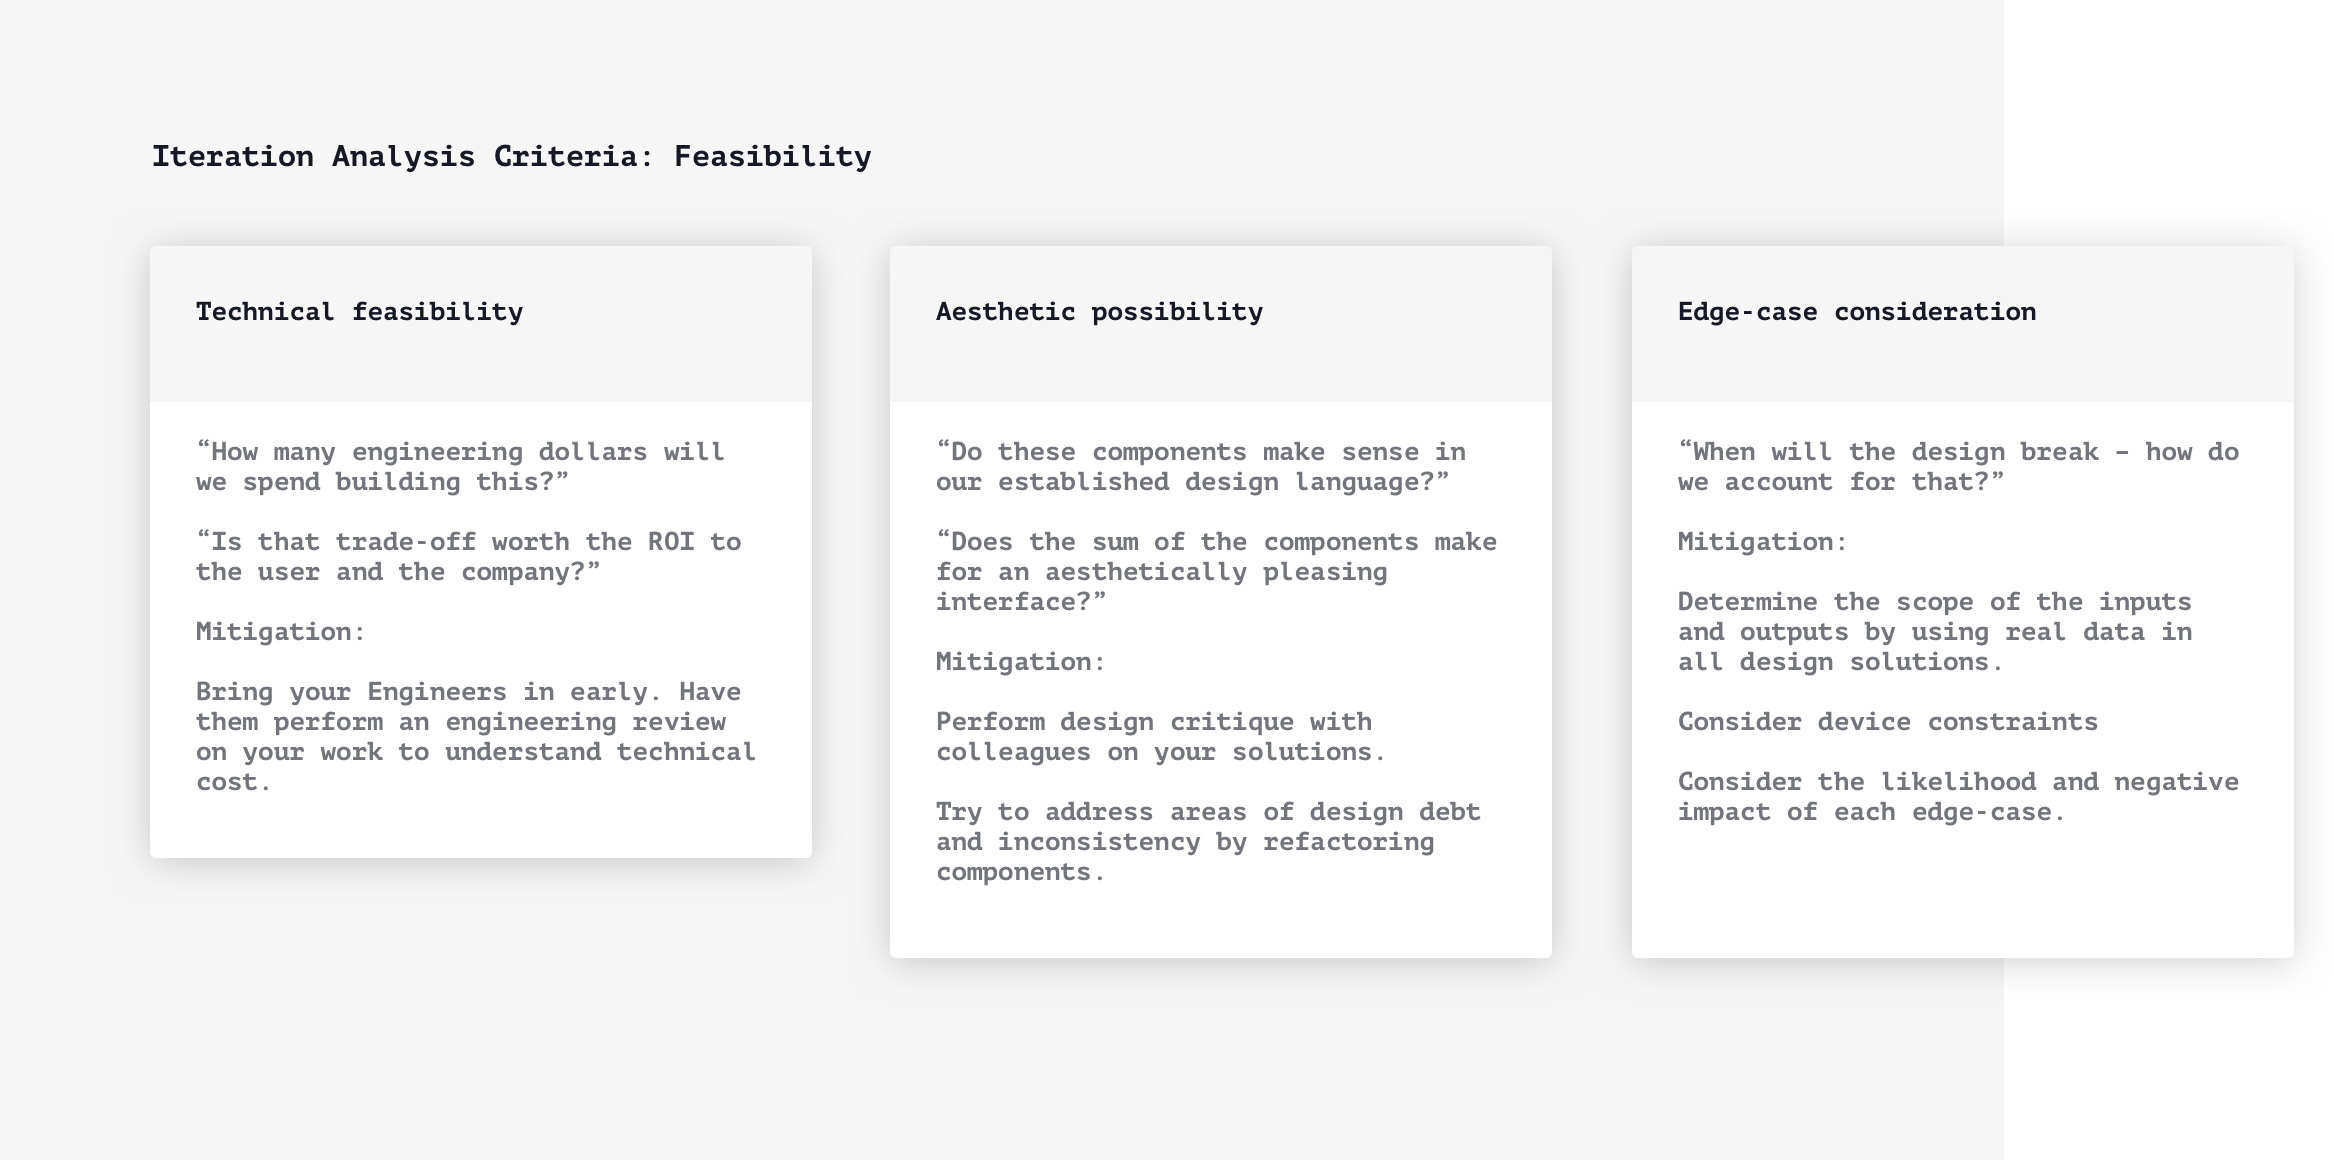 Iteration Analysis Criteria: Feasibility
Technical feasibility
“How many engineering dollars will
we spend building this?”
“Is that trade-off worth the ROI to
the user and the company?”
Mitigation:
Bring your Engineers in early. Have
them perform an engineering review
on your work to understand technical
cost.
Aesthetic possibility
“Do these components make sense in
our established design language?”
“Does the sum of the components make
for an aesthetically pleasing
interface?”
Mitigation:
Perform design critique with
colleagues on your solutions.
Try to address areas of design debt
and inconsistency by refactoring
components.
Edge-case consideration
“When will the design break – how do
we account for that?”
Mitigation:
Determine the scope of the inputs
and outputs by using real data in
all design solutions.
Consider device constraints
Consider the likelihood and negative
impact of each edge-case.